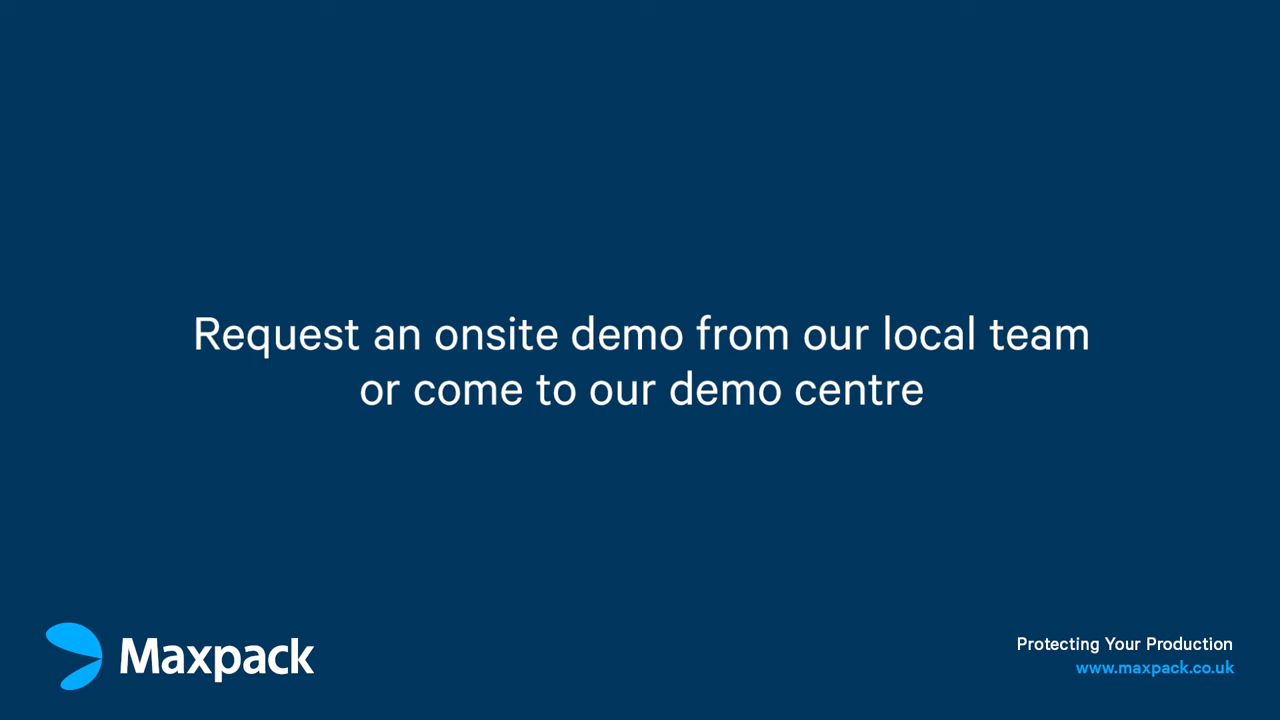 Request an onsite demo from our local team
or come to our demo centre
Maxpack
Protecting Your Production
www.maxpack.co.uk